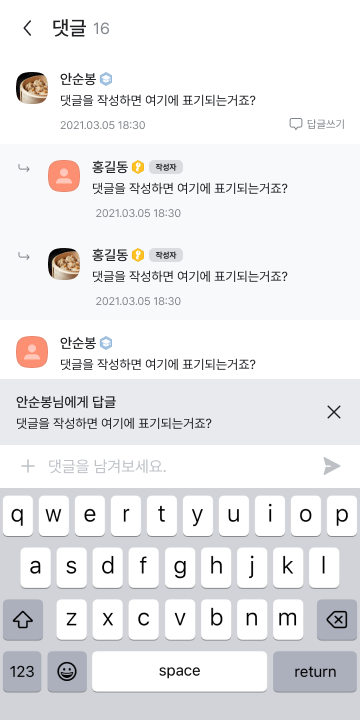 댓글 16
안순봉
댓글을 작성하면 여기에 표기되는거죠?
2021.03.05 18:30
답글쓰기
홍길동 작성자
댓글을 작성하면 여기에 표기되는거죠?
2021.03.05 18:30
홍길동 작성자
댓글을 작성하면 여기에 표기되는거죠?
2021.03.05 18:30
안순봉
댓글을 작성하면 여기에 표기되는거죠?
안순봉님에게 답글
댓글을 작성하면 여기에 표기되는거죠?
댓글을 남겨보세요.
q w e r t y u i o p
a s d f g h j k l
z x c v b n m
123 space return